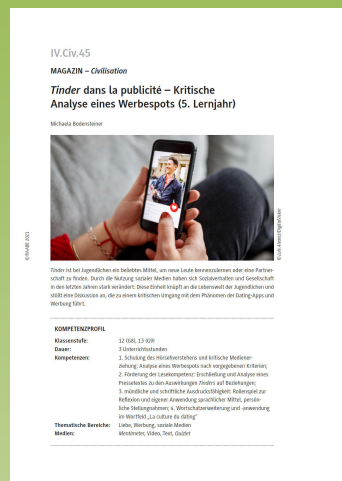 IV.Civ.45
MAGAZIN – Civilisation
Tinder dans la publicité – Kritische
Analyse eines Werbespots (5. Lernjahr)
Michaela Bodensteiner
© RAABE 2021
Tinder ist bei Jugendlichen ein beliebtes Mittel, um neue Leute kennenzulernen oder eine Partner-
schaft zu finden. Durch die Nutzung sozialer Medien haben sich Sozialverhalten und Gesellschaft
in den letzten Jahren stark verändert: Diese Einheit knüpft an die Lebenswelt der Jugendlichen und
stößt eine Diskussion an, die zu einem kritischen Umgang mit dem Phänomen der Dating-Apps und
Werbung führt.
KOMPETENZPROFIL
Klassenstufe: 12 (G8), 13 (G9)
Dauer: 3 Unterrichtsstunden
Kompetenzen: 1. Schulung des Hörsehverstehens und kritische Mediener-
ziehung: Analyse eines Werbespots nach vorgegebenen Kriterien;
2. Förderung der Lesekompetenz: Erschließung und Analyse eines
Pressetextes zu den Auswirkungen Tinders auf Beziehungen;
3. mündliche und schriftliche Ausdrucksfähigkeit: Rollenspiel zur
Reflexion und eigener Anwendung sprachlicher Mittel, persön-
liche Stellungnahmen; 4. Wortschatzerweiterung und -anwendung
im Wortfeld „La culture du dating“
Thematische Bereiche: Liebe, Werbung, soziale Medien
Medien: Mentimeter, Video, Text, Quizlet